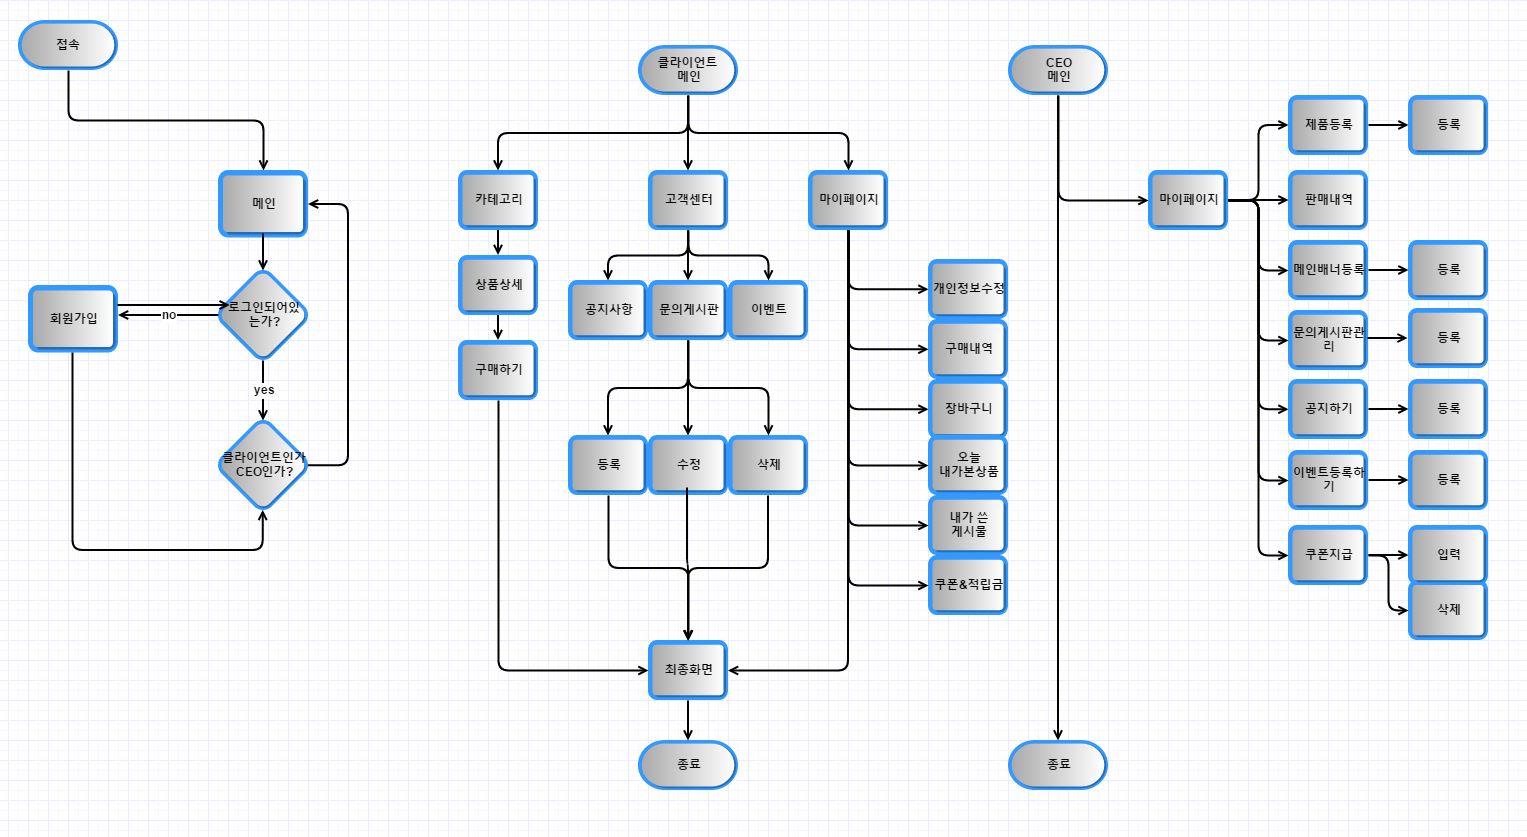 접속
메인
로그인되어있
는가?
no
회원가입
yes
클라이언트인가
CEO인가?
클라이언트
메인
카테고리
고객센터
마이페이지
상품상세
구매하기
공지사항
문의게시판
이벤트
등록
수정
삭제
개인정보수정
구매내역
장바구니
오늘
내가본상품
내가 쓴
게시물
쿠폰&적립금
최종화면
종료
CEO
메인
마이페이지
제품등록
등록
판매내역
메인배너등록
등록
문의게시판관
리
등록
공지하기
등록
이벤트등록하
기
등록
쿠폰지급
입력
삭제
종료